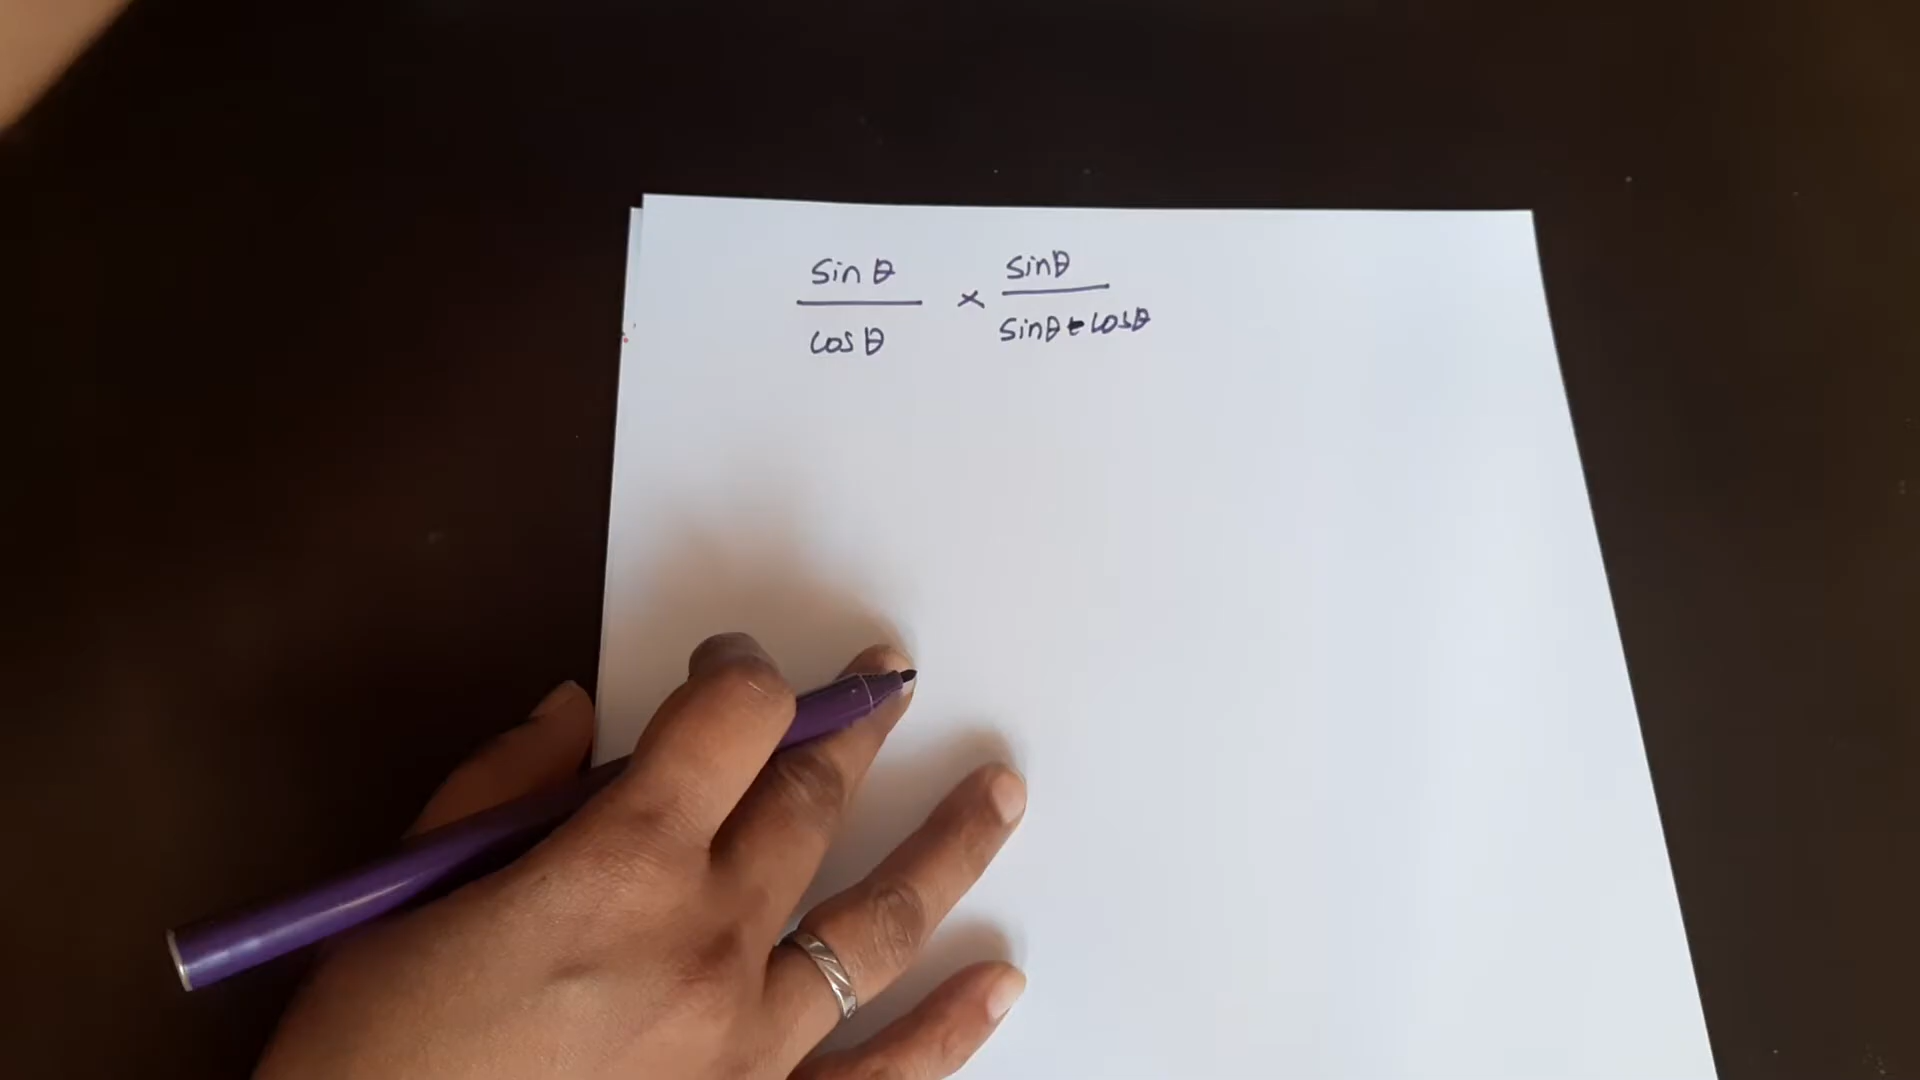 sin θ / cos θ × sinθ / sinθ - cosθ